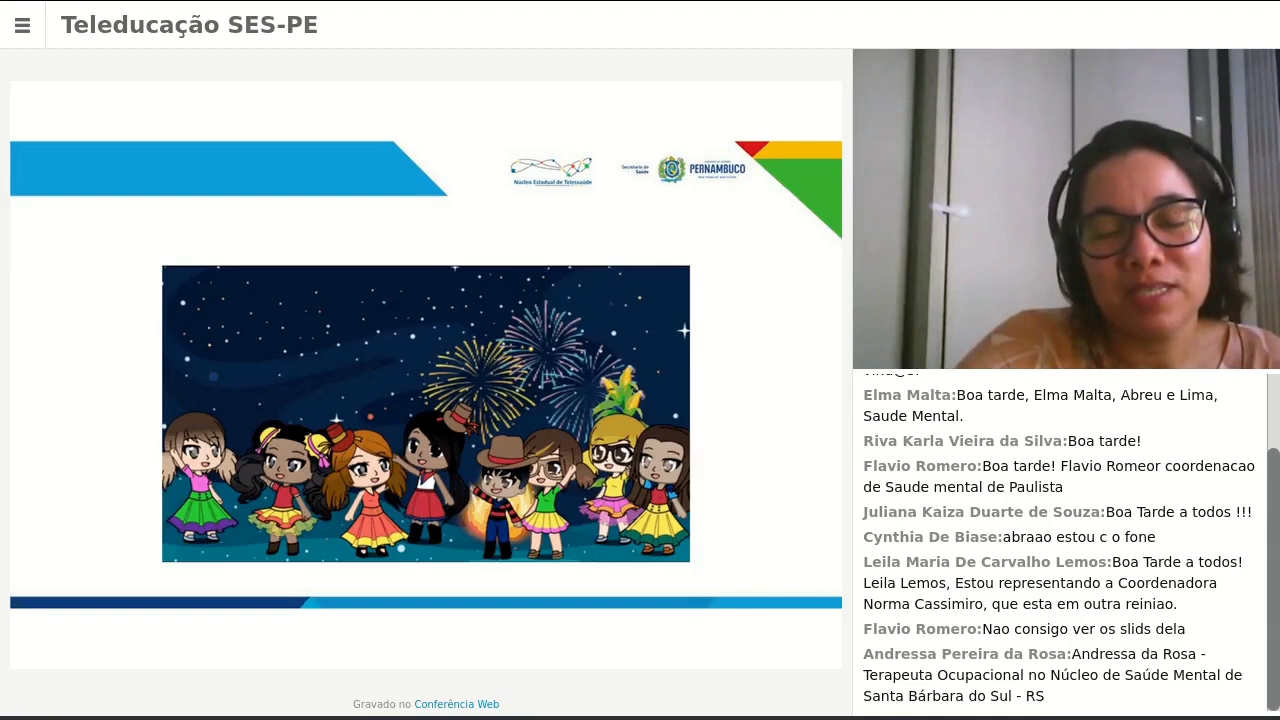 Teleducação SES-PE
Núcleo Estadual de Telessaúde
Secretaria de
Saúde
PERNAMBUCO
Elma Malta:Boa tarde, Elma Malta, Abreu e Lima,
Saude Mental.
Riva Karla Vieira da Silva:Boa tarde!
Flavio Romero:Boa tarde! Flavio Romeor coordenacao
de Saude mental de Paulista
Juliana Kaiza Duarte de Souza:Boa Tarde a todos !!!
Cynthia De Biase:abraao estou c o fone
Leila Maria De Carvalho Lemos:Boa Tarde a todos!
Leila Lemos, Estou representando a Coordenadora
Norma Cassimiro, que esta em outra reiniao.
Flavio Romero:Nao consigo ver os slids dela
Andressa Pereira da Rosa:Andressa da Rosa -
Terapeuta Ocupacional no Núcleo de Saúde Mental de
Santa Bárbara do Sul - RS
Gravado no Conferência Web